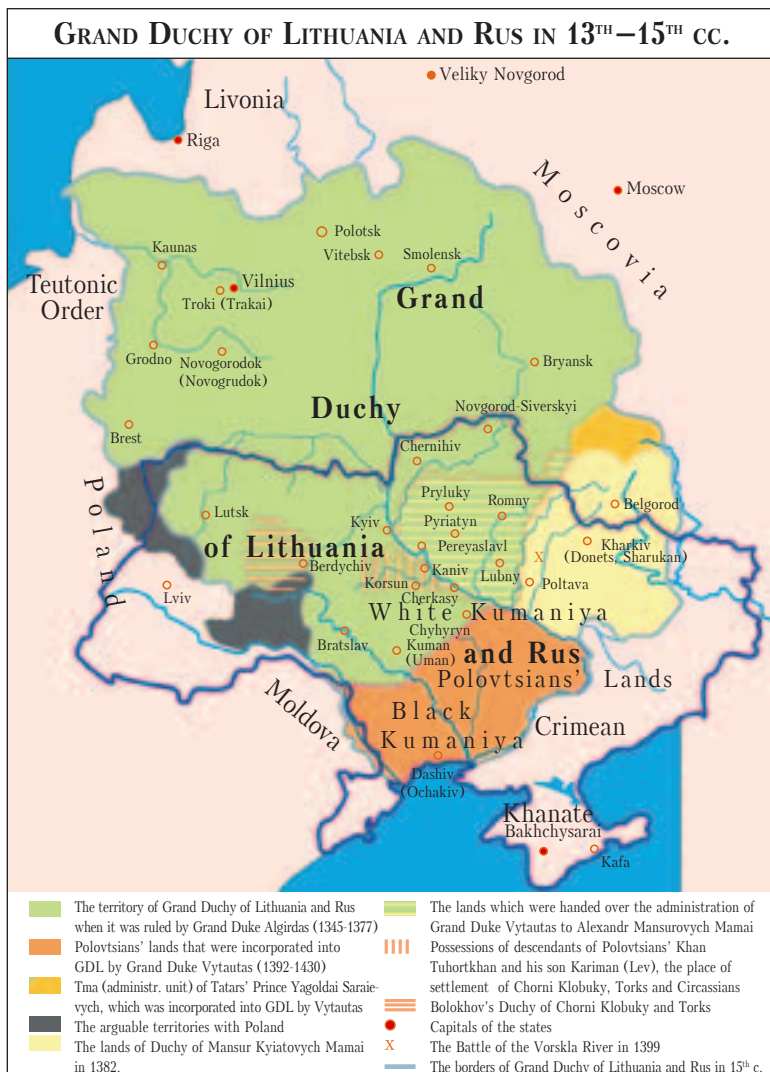 GRAND DUCHY OF LITHUANIA AND RUS IN 13TH–15TH CC.
Veliky Novgorod
Livonia
Riga
Moscovia
Moscow
Polotsk
Kaunas
Vitebsk
Smolensk
Teutonic
Order
Vilnius
Troki (Trakai)
Grand
Grodno
Novogorodok
(Novogrudok)
Bryansk
Duchy
Novgorod-Siverskyi
Brest
Chernihiv
Poland
Pryluky
Romny
Belgorod
Lutsk
Kyiv
Pyriatyn
of Lithuania
Pereyaslavl
Kharkiv
(Donets, Sharukan)
X
Berdychiv
Kaniv
Lubny
Korsun
Poltava
Lviv
Cherkasy
White Kumaniya
Chyhyryn
Bratslav
Kuman
(Uman)
and Rus
Polovtsians'
Lands
Moldova
Black
Kumaniya
Crimean
Dashiv
(Ochakiv)
Khanate
Bakhchysarai
Kafa
The territory of Grand Duchy of Lithuania and Rus
when it was ruled by Grand Duke Algirdas (1345-1377)
Polovtsians' lands that were incorporated into
GDL by Grand Duke Vytautas (1392-1430)
Tma (administr. unit) of Tatars' Prince Yagoldai Saraie-
vych, which was incorporated into GDL by Vytautas
The arguable territories with Poland
The lands of Duchy of Mansur Kyiatovych Mamai
in 1382.
The lands which were handed over the administration of
Grand Duke Vytautas to Alexandr Mansurovych Mamai
Possessions of descendants of Polovtsians' Khan
Tuhortkhan and his son Kariman (Lev), the place of
settlement of Chorni Klobuky, Torks and Circassians
Bolokhov's Duchy of Chorni Klobuky and Torks
Capitals of the states
X The Battle of the Vorskla River in 1399
The borders of Grand Duchy of Lithuania and Rus in 15th c.